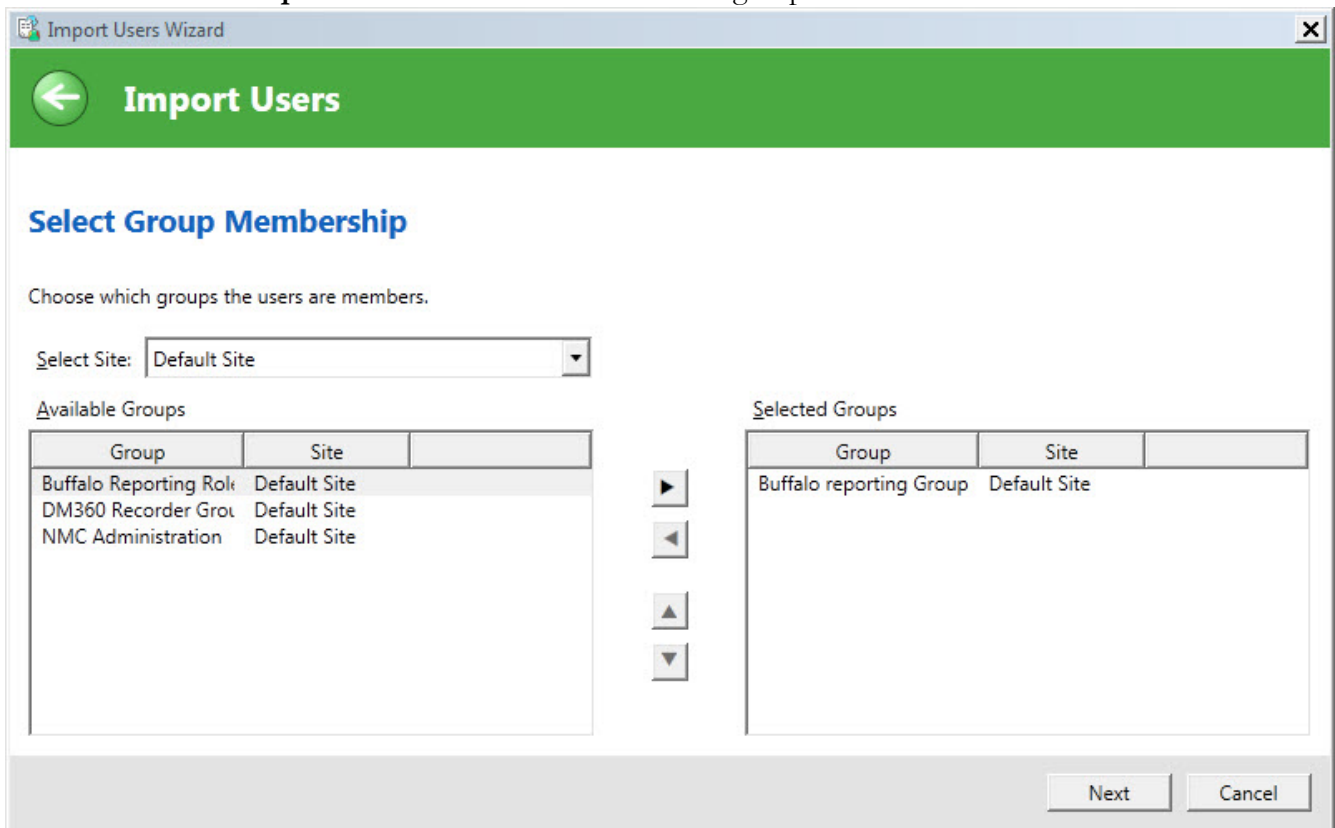 Import Users Wizard
Import Users
Select Group Membership
Choose which groups the users are members.
Select Site: Default Site
Available Groups
Selected Groups
Group Site
Group Site
Buffalo Reporting Role Default Site
Buffalo reporting Group Default Site
DM360 Recorder Grou Default Site
NMC Administration Default Site
Next Cancel